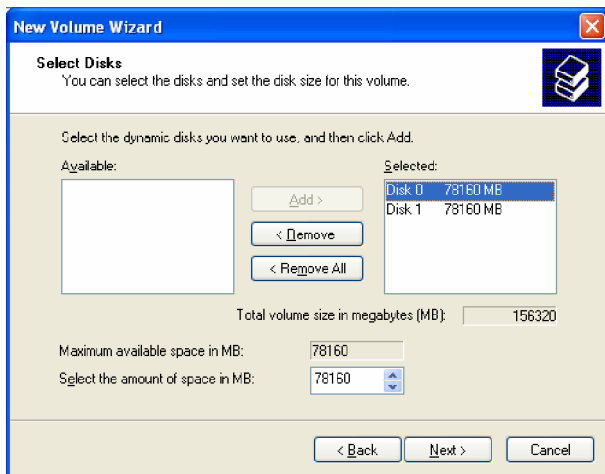 New Volume Wizard
Select Disks
You can select the disks and set the disk size for this volume.
Select the dynamic disks you want to use, and then click Add.
Available:
Selected:
Add >
Disk 0 78160 MB
Disk 1 78160 MB
< Demove
< Remove All
Total volume size in megabytes (MB): 156320
Maximum available space in MB: 78160
Select the amount of space in MB: 78160
< Back Next > Cancel